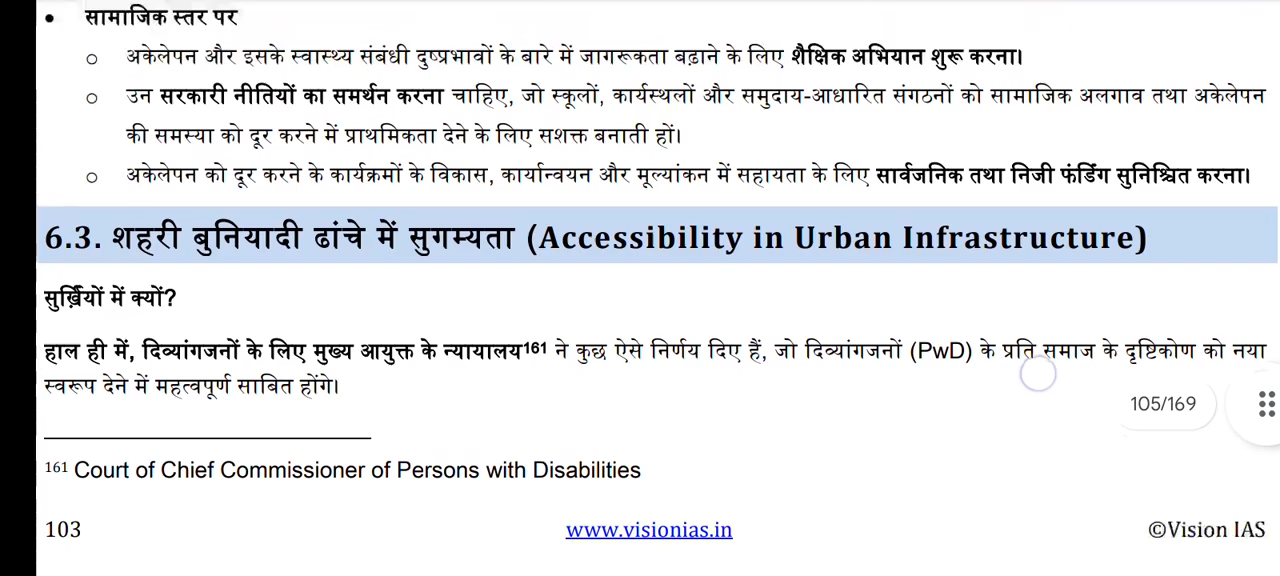 • सामाजिक स्तर पर
o अकेलेपन और इसके स्वास्थ्य संबंधी दुष्प्रभावों के बारे में जागरूकता बढ़ाने के लिए शैक्षिक अभियान शुरू करना।
o उन सरकारी नीतियों का समर्थन करना चाहिए, जो स्कूलों, कार्यस्थलों और समुदाय-आधारित संगठनों को सामाजिक अलगाव तथा अकेलेपन
की समस्या को दूर करने में प्राथमिकता देने के लिए सशक्त बनाती हों।
o अकेलेपन को दूर करने के कार्यक्रमों के विकास, कार्यान्वयन और मूल्यांकन में सहायता के लिए सार्वजनिक तथा निजी फंडिंग सुनिश्चित करना।
6.3. शहरी बुनियादी ढांचे में सुगम्यता (Accessibility in Urban Infrastructure)
सुर्ख़ियों में क्यों?
हाल ही में, दिव्यांगजनों के लिए मुख्य आयुक्त के न्यायालय¹⁶¹ ने कुछ ऐसे निर्णय दिए हैं, जो दिव्यांगजनों (PwD) के प्रति समाज के दृष्टिकोण को नया
स्वरूप देने में महत्वपूर्ण साबित होंगे।
105/169
¹⁶¹ Court of Chief Commissioner of Persons with Disabilities
103 www.visionias.in ©Vision IAS